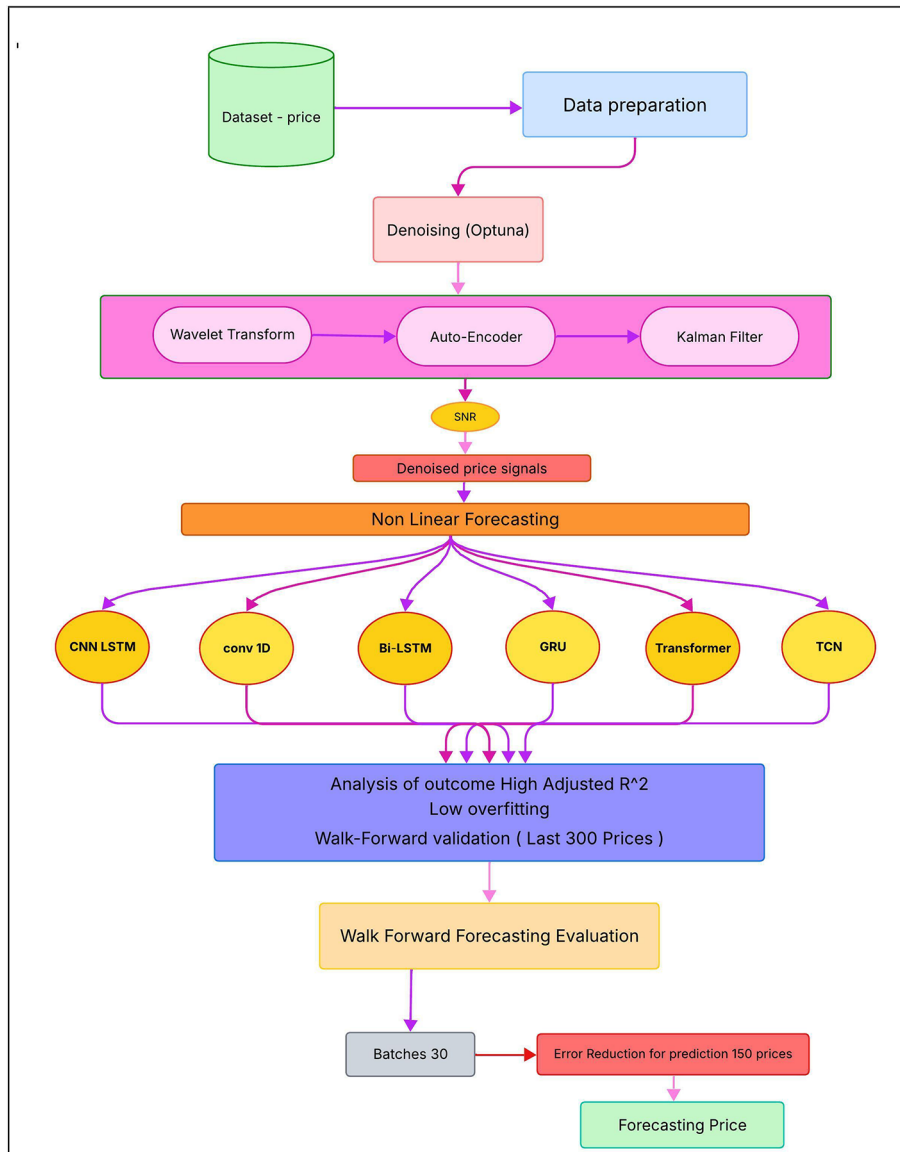 Dataset - price
Data preparation
Denoising (Optuna)
Wavelet Transform
Auto-Encoder
Kalman Filter
SNR
Denoised price signals
Non Linear Forecasting
CNN LSTM
conv 1D
Bi-LSTM
GRU
Transformer
TCN
Analysis of outcome High Adjusted R^2
Low overfitting
Walk-Forward validation ( Last 300 Prices )
Walk Forward Forecasting Evaluation
Batches 30
Error Reduction for prediction 150 prices
Forecasting Price